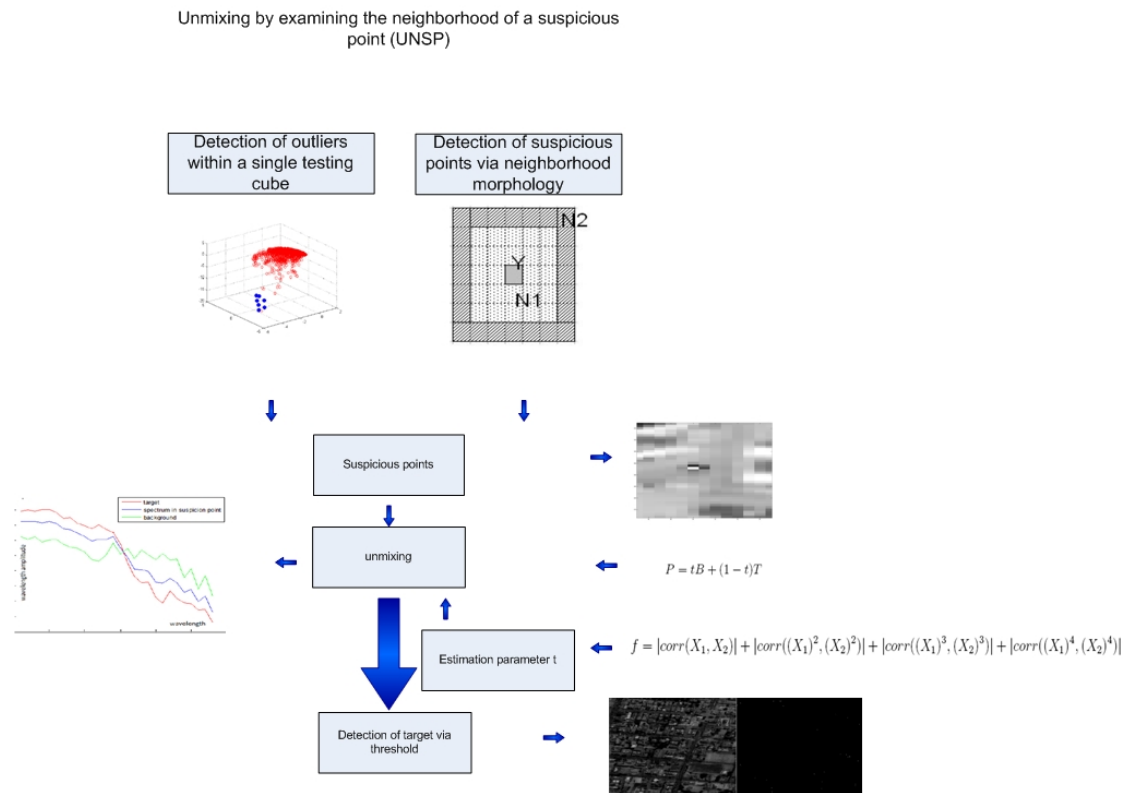 Unmixing by examining the neighborhood of a suspicious
point (UNSP)
Detection of outliers
within a single testing
cube
Detection of suspicious
points via neighborhood
morphology
N2
Y
N1
Suspicious points
target
spectrum in suspicion point
background
wavelength amplitudy
wavelength
unmixing
P = tB + (1 − t)T
Estimation parameter t
f = |corr(X₁, X₂)| + |corr((X₁)², (X₂)²)| + |corr((X₁)³, (X₂)³)| + |corr((X₁)⁴, (X₂)⁴)|
Detection of target via
threshold